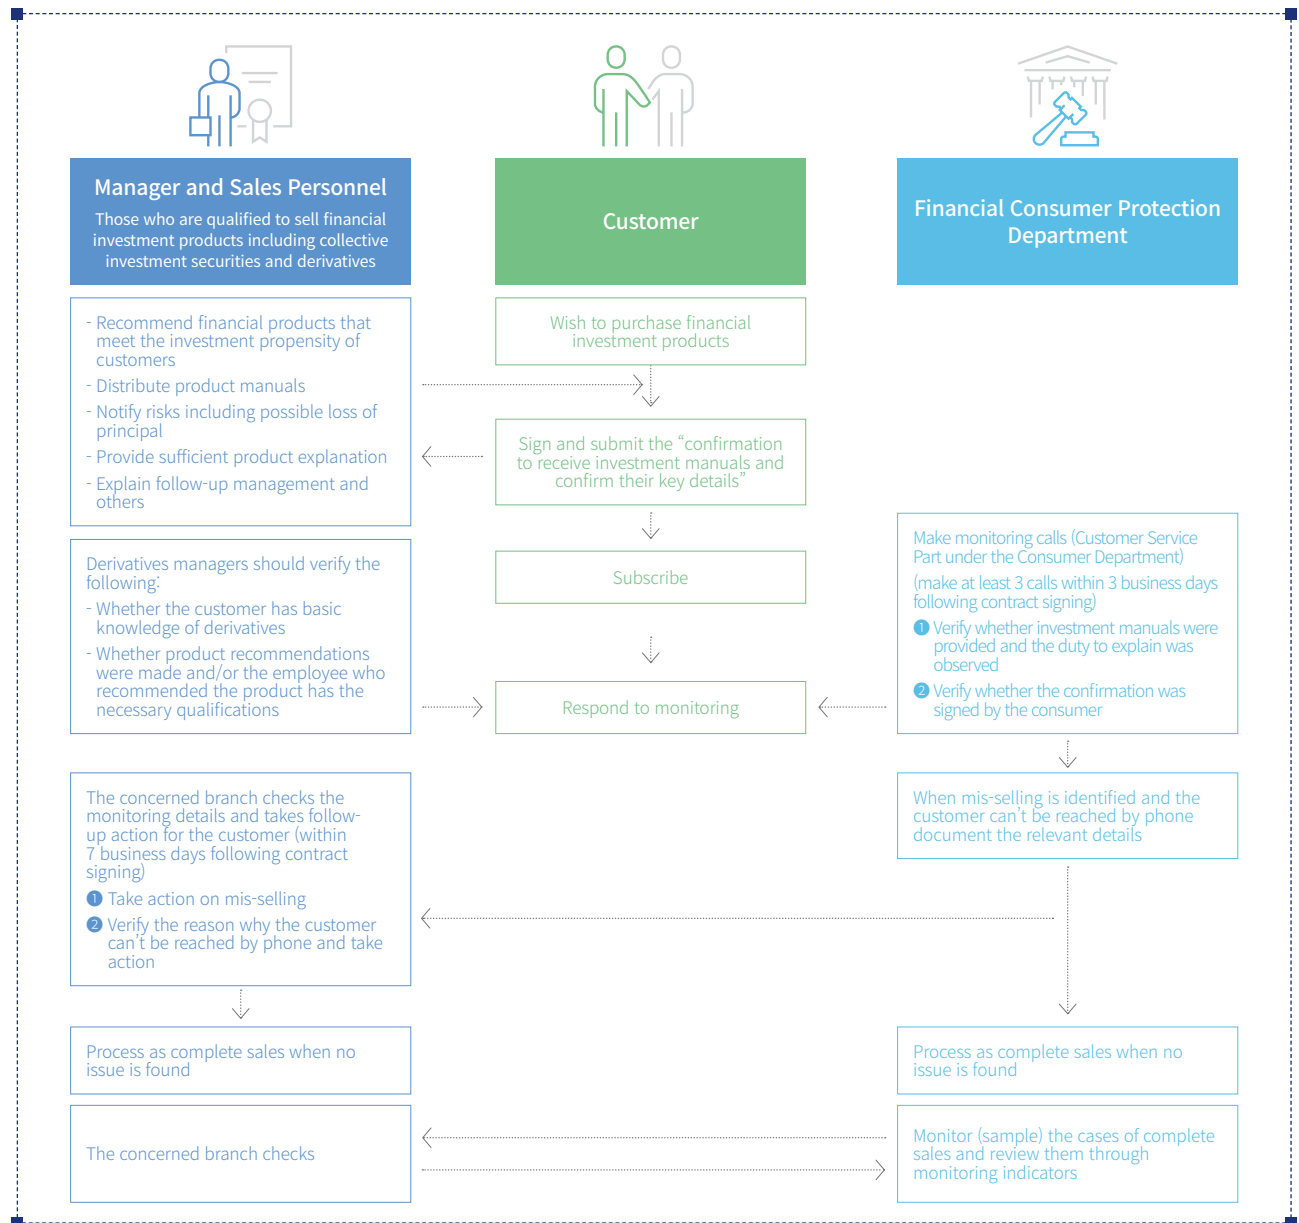 Manager and Sales Personnel
Those who are qualified to sell financial
investment products including collective
investment securities and derivatives
Customer
Financial Consumer Protection
Department
- Recommend financial products that
meet the investment propensity of
customers
- Distribute product manuals
- Notify risks including possible loss of
principal
- Provide sufficient product explanation
- Explain follow-up management and
others
Wish to purchase financial
investment products
Sign and submit the “confirmation
to receive investment manuals and
confirm their key details”
Subscribe
Respond to monitoring
Derivatives managers should verify the
following:
- Whether the customer has basic
knowledge of derivatives
- Whether product recommendations
were made and/or the employee who
recommended the product has the
necessary qualifications
Make monitoring calls (Customer Service
Part under the Consumer Department)
(make at least 3 calls within 3 business days
following contract signing)
❶ Verify whether investment manuals were
provided and the duty to explain was
observed
❷ Verify whether the confirmation was
signed by the consumer
The concerned branch checks the
monitoring details and takes follow-
up action for the customer (within
7 business days following contract
signing)
❶ Take action on mis-selling
❷ Verify the reason why the customer
can’t be reached by phone and take
action
When mis-selling is identified and the
customer can’t be reached by phone
document the relevant details
Process as complete sales when no
issue is found
Process as complete sales when no
issue is found
The concerned branch checks
Monitor (sample) the cases of complete
sales and review them through
monitoring indicators